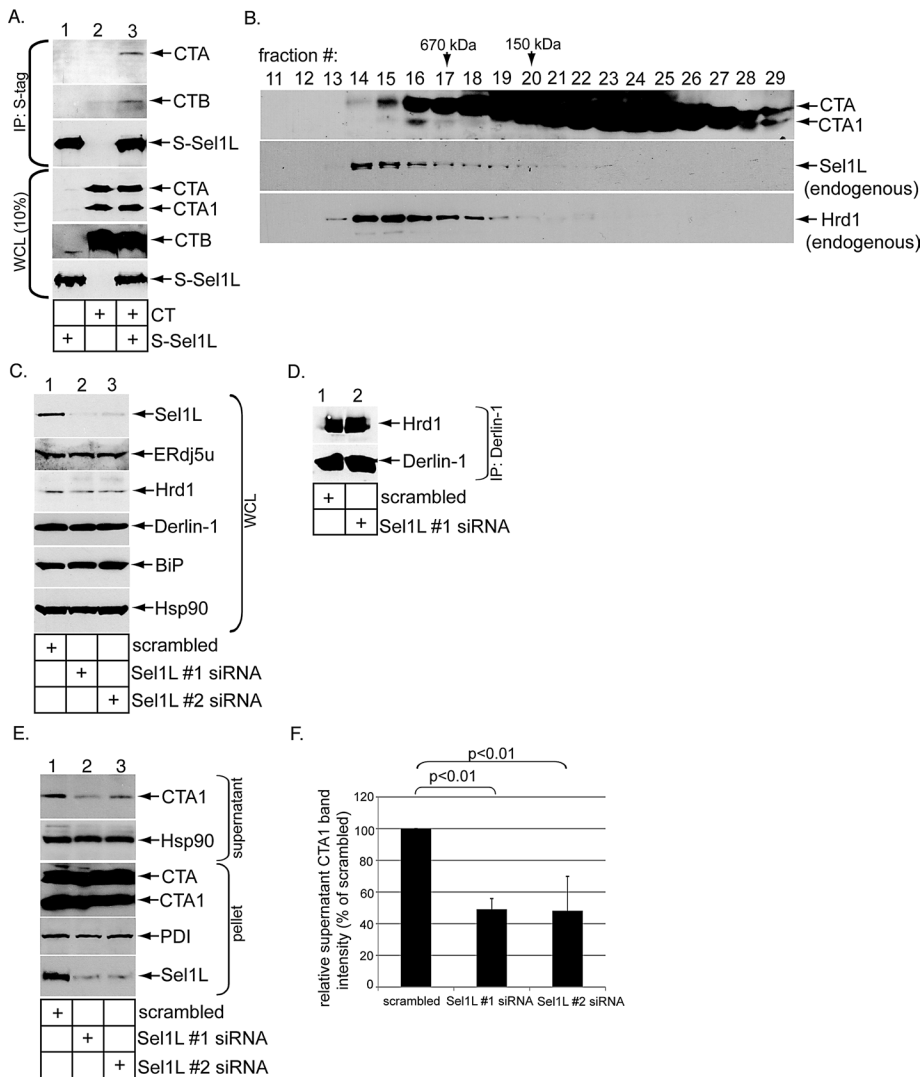 A.
1 2 3
IP: S-tag
CTA
CTB
S-Sel1L
WCL (10%)
CTA
CTA1
CTB
S-Sel1L
+ + CT
+ + S-Sel1L
B.
670 kDa 150 kDa
fraction #:
11 12 13 14 15 16 17 18 19 20 21 22 23 24 25 26 27 28 29
CTA
CTA1
Sel1L
(endogenous)
Hrd1
(endogenous)
C.
1 2 3
Sel1L
ERdj5u
Hrd1
Derlin-1
BiP
Hsp90
WCL
+ scrambled
+ Sel1L #1 siRNA
+ Sel1L #2 siRNA
D.
1 2
Hrd1
Derlin-1
IP: Derlin-1
+ scrambled
+ Sel1L #1 siRNA
E.
1 2 3
CTA1
Hsp90
supernatant
CTA
CTA1
PDI
Sel1L
pellet
+ scrambled
+ Sel1L #1 siRNA
+ Sel1L #2 siRNA
F.
p<0.01
p<0.01
relative supernatant CTA1 band
intensity (% of scrambled)
120
100
80
60
40
20
0
scrambled Sel1L #1 siRNA Sel1L #2 siRNA